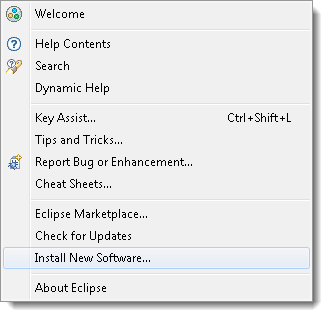 Welcome
Help Contents
Search
Dynamic Help
Key Assist... Ctrl+Shift+L
Tips and Tricks...
Report Bug or Enhancement...
Cheat Sheets...
Eclipse Marketplace...
Check for Updates
Install New Software...
About Eclipse